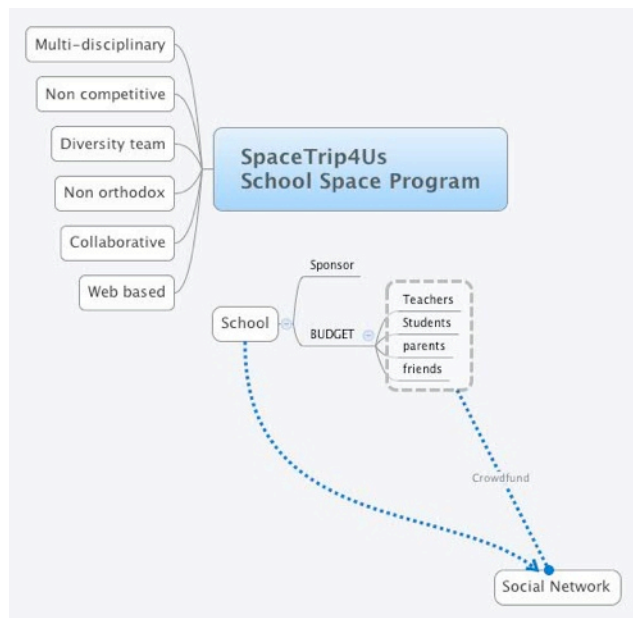 Multi-disciplinary
Non competitive
Diversity team
Non orthodox
Collaborative
Web based
SpaceTrip4Us
School Space Program
School
Sponsor
BUDGET
Teachers
Students
parents
friends
Crowdfund
Social Network